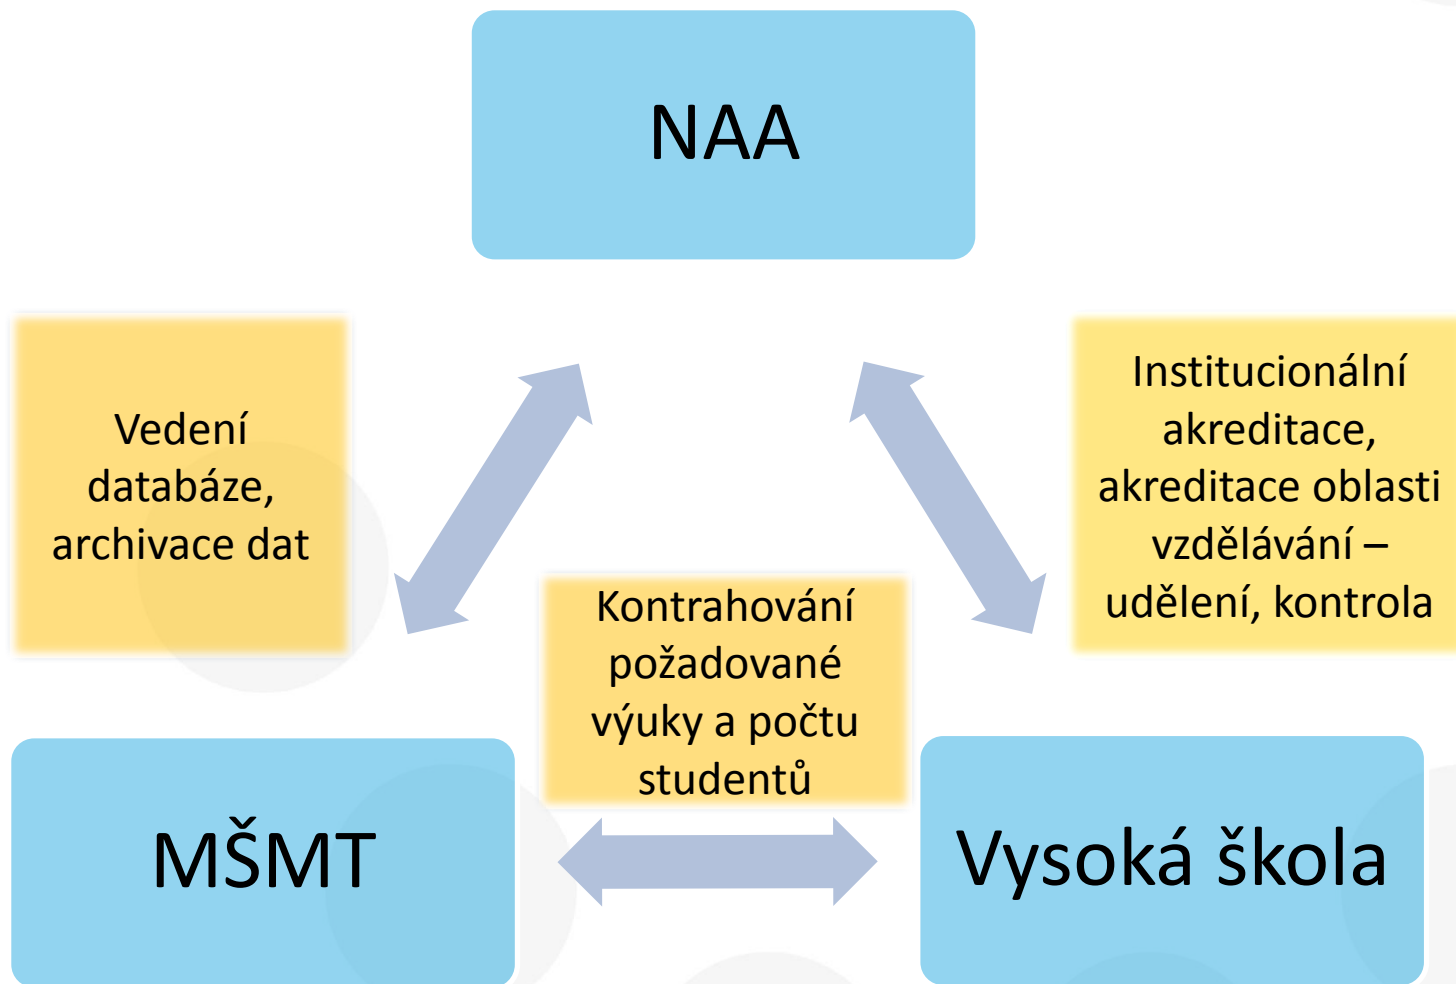 NAA
Vedení
databáze,
archivace dat
Institucionální
akreditace,
akreditace oblasti
vzdělávání –
udělení, kontrola
Kontrahování
požadované
výuky a počtu
studentů
MŠMT
Vysoká škola